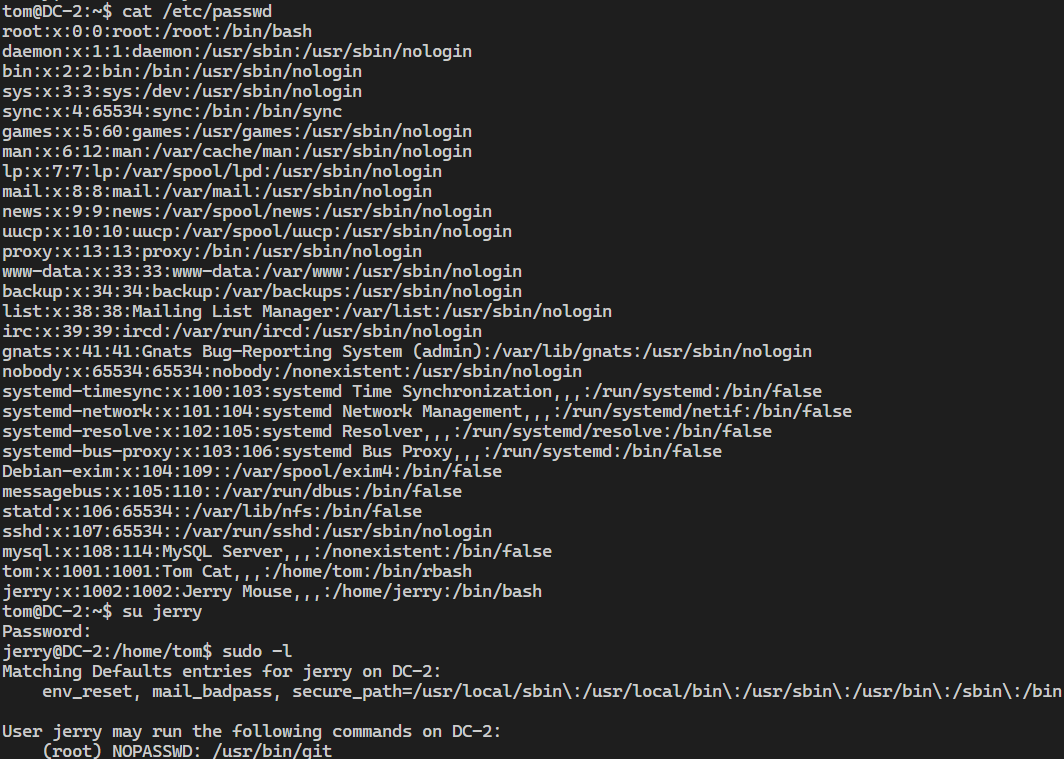 tom@DC-2:~$ cat /etc/passwd
root:x:0:0:root:/root:/bin/bash
daemon:x:1:1:daemon:/usr/sbin:/usr/sbin/nologin
bin:x:2:2:bin:/bin:/usr/sbin/nologin
sys:x:3:3:sys:/dev:/usr/sbin/nologin
sync:x:4:65534:sync:/bin:/bin/sync
games:x:5:60:games:/usr/games:/usr/sbin/nologin
man:x:6:12:man:/var/cache/man:/usr/sbin/nologin
lp:x:7:7:lp:/var/spool/lpd:/usr/sbin/nologin
mail:x:8:8:mail:/var/mail:/usr/sbin/nologin
news:x:9:9:news:/var/spool/news:/usr/sbin/nologin
uucp:x:10:10:uucp:/var/spool/uucp:/usr/sbin/nologin
proxy:x:13:13:proxy:/bin:/usr/sbin/nologin
www-data:x:33:33:www-data:/var/www:/usr/sbin/nologin
backup:x:34:34:backup:/var/backups:/usr/sbin/nologin
list:x:38:38:Mailing List Manager:/var/list:/usr/sbin/nologin
irc:x:39:39:ircd:/var/run/ircd:/usr/sbin/nologin
gnats:x:41:41:Gnats Bug-Reporting System (admin):/var/lib/gnats:/usr/sbin/nologin
nobody:x:65534:65534:nobody:/nonexistent:/usr/sbin/nologin
systemd-timesync:x:100:103:systemd Time Synchronization,,,:/run/systemd:/bin/false
systemd-network:x:101:104:systemd Network Management,,,:/run/systemd/netif:/bin/false
systemd-resolve:x:102:105:systemd Resolver,,,:/run/systemd/resolve:/bin/false
systemd-bus-proxy:x:103:106:systemd Bus Proxy,,,:/run/systemd:/bin/false
Debian-exim:x:104:109::/var/spool/exim4:/bin/false
messagebus:x:105:110::/var/run/dbus:/bin/false
statd:x:106:65534::/var/lib/nfs:/bin/false
sshd:x:107:65534::/var/run/sshd:/usr/sbin/nologin
mysql:x:108:114:MySQL Server,,,:/nonexistent:/bin/false
tom:x:1001:1001:Tom Cat,,,:/home/tom:/bin/rbash
jerry:x:1002:1002:Jerry Mouse,,,:/home/jerry:/bin/bash
tom@DC-2:~$ su jerry
Password:
jerry@DC-2:/home/tom$ sudo -l
Matching Defaults entries for jerry on DC-2:
    env_reset, mail_badpass, secure_path=/usr/local/sbin\:/usr/local/bin\:/usr/sbin\:/usr/bin\:/sbin\:/bin
User jerry may run the following commands on DC-2:
    (root) NOPASSWD: /usr/bin/git